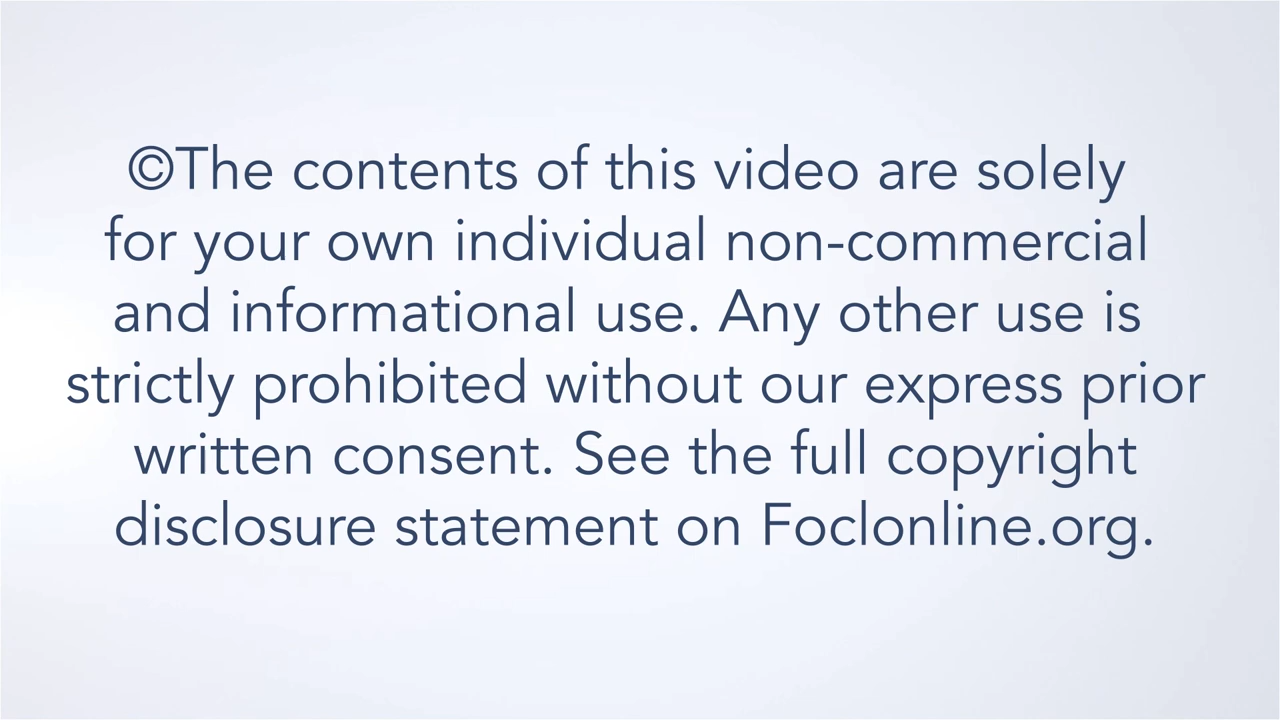 ©The contents of this video are solely
for your own individual non-commercial
and informational use. Any other use is
strictly prohibited without our express prior
written consent. See the full copyright
disclosure statement on Foclonline.org.